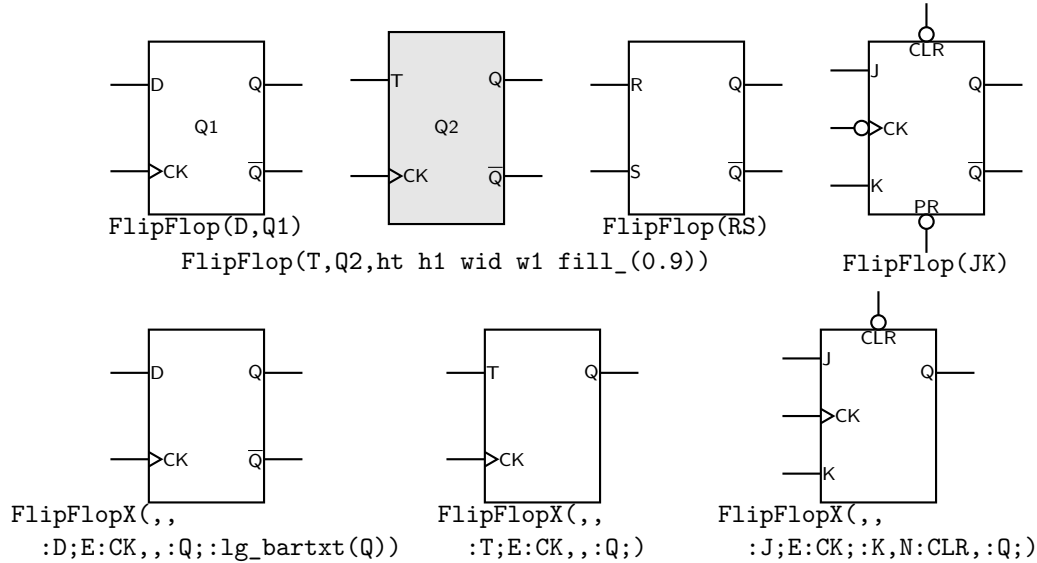 CLR
D Q
T Q
R Q
J Q
Q1
Q2
CK
CK Q̅
CK Q̅
S Q̅
K Q̅
PR
FlipFlop(D,Q1)
FlipFlop(RS)
FlipFlop(T,Q2,ht h1 wid w1 fill_(0.9))
FlipFlop(JK)
CLR
D Q
T Q
J Q
CK
CK Q̅
CK
K
FlipFlopX(,,
:D;E:CK,,:Q;:lg_bartxt(Q))
FlipFlopX(,,
:T;E:CK,,:Q;)
FlipFlopX(,,
:J;E:CK;:K,N:CLR,:Q;)